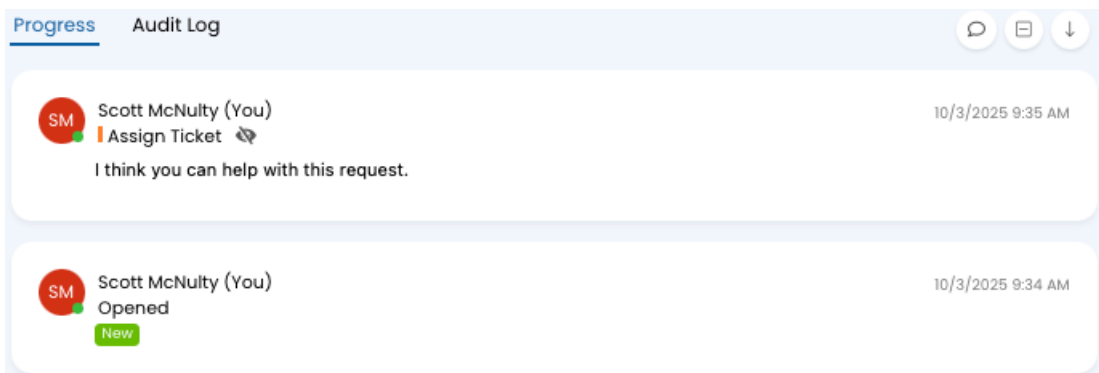 Progress Audit Log
SM Scott McNulty (You) 10/3/2025 9:35 AM
Assign Ticket
I think you can help with this request.
SM Scott McNulty (You) 10/3/2025 9:34 AM
Opened
New